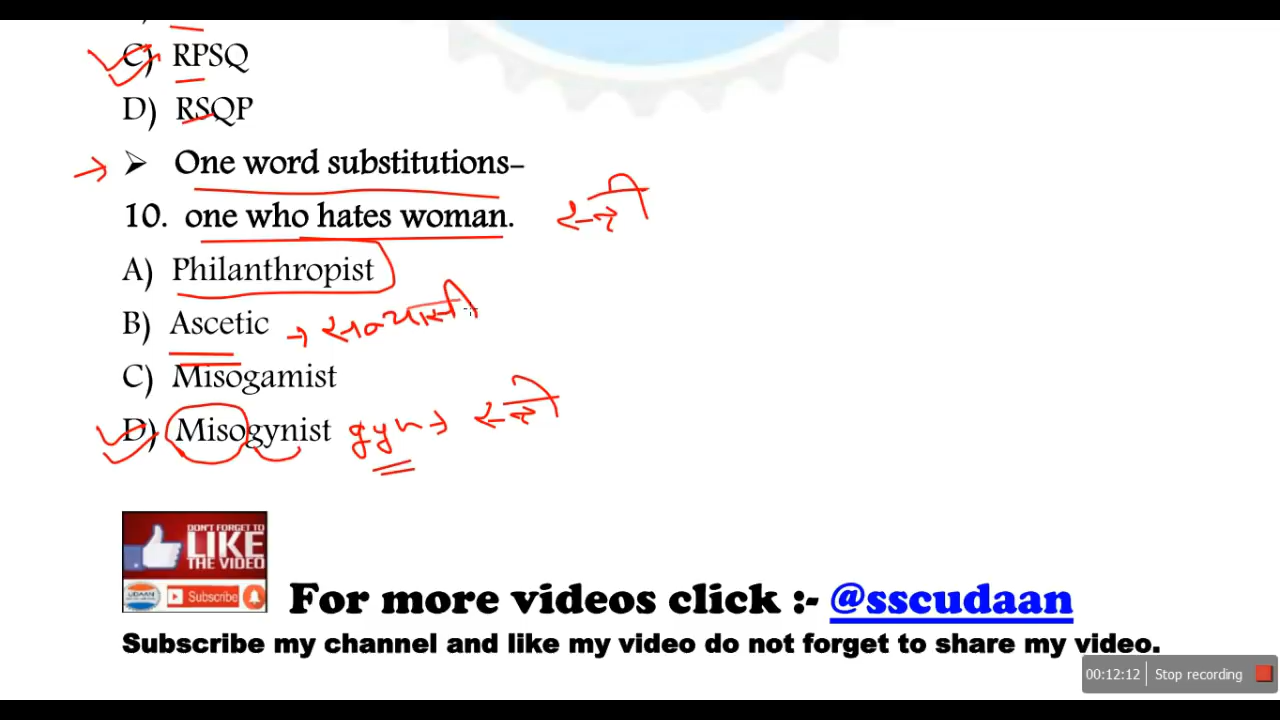 C) RPSQ
D) RSQP
➢ One word substitutions-
10. one who hates woman.
A) Philanthropist
B) Ascetic
C) Misogamist
D) Misogynist gyn→
DON'T FORGET TO
LIKE
THE VIDEO
UDAAN Subscribe
For more videos click :- @sscudaan
Subscribe my channel and like my video do not forget to share my video.
00:12:12 Stop recording